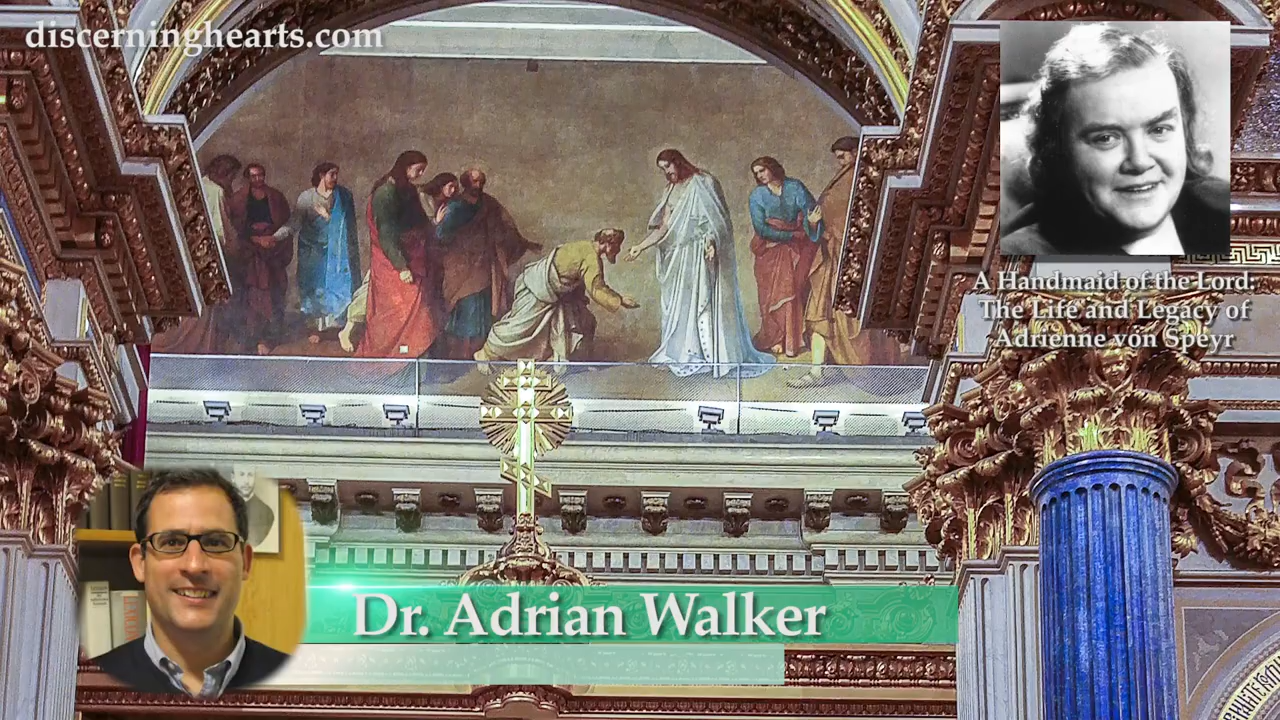 discerninghearts.com
A Handmaid of the Lord:
The Life and Legacy of
Adrienne von Speyr
Dr. Adrian Walker